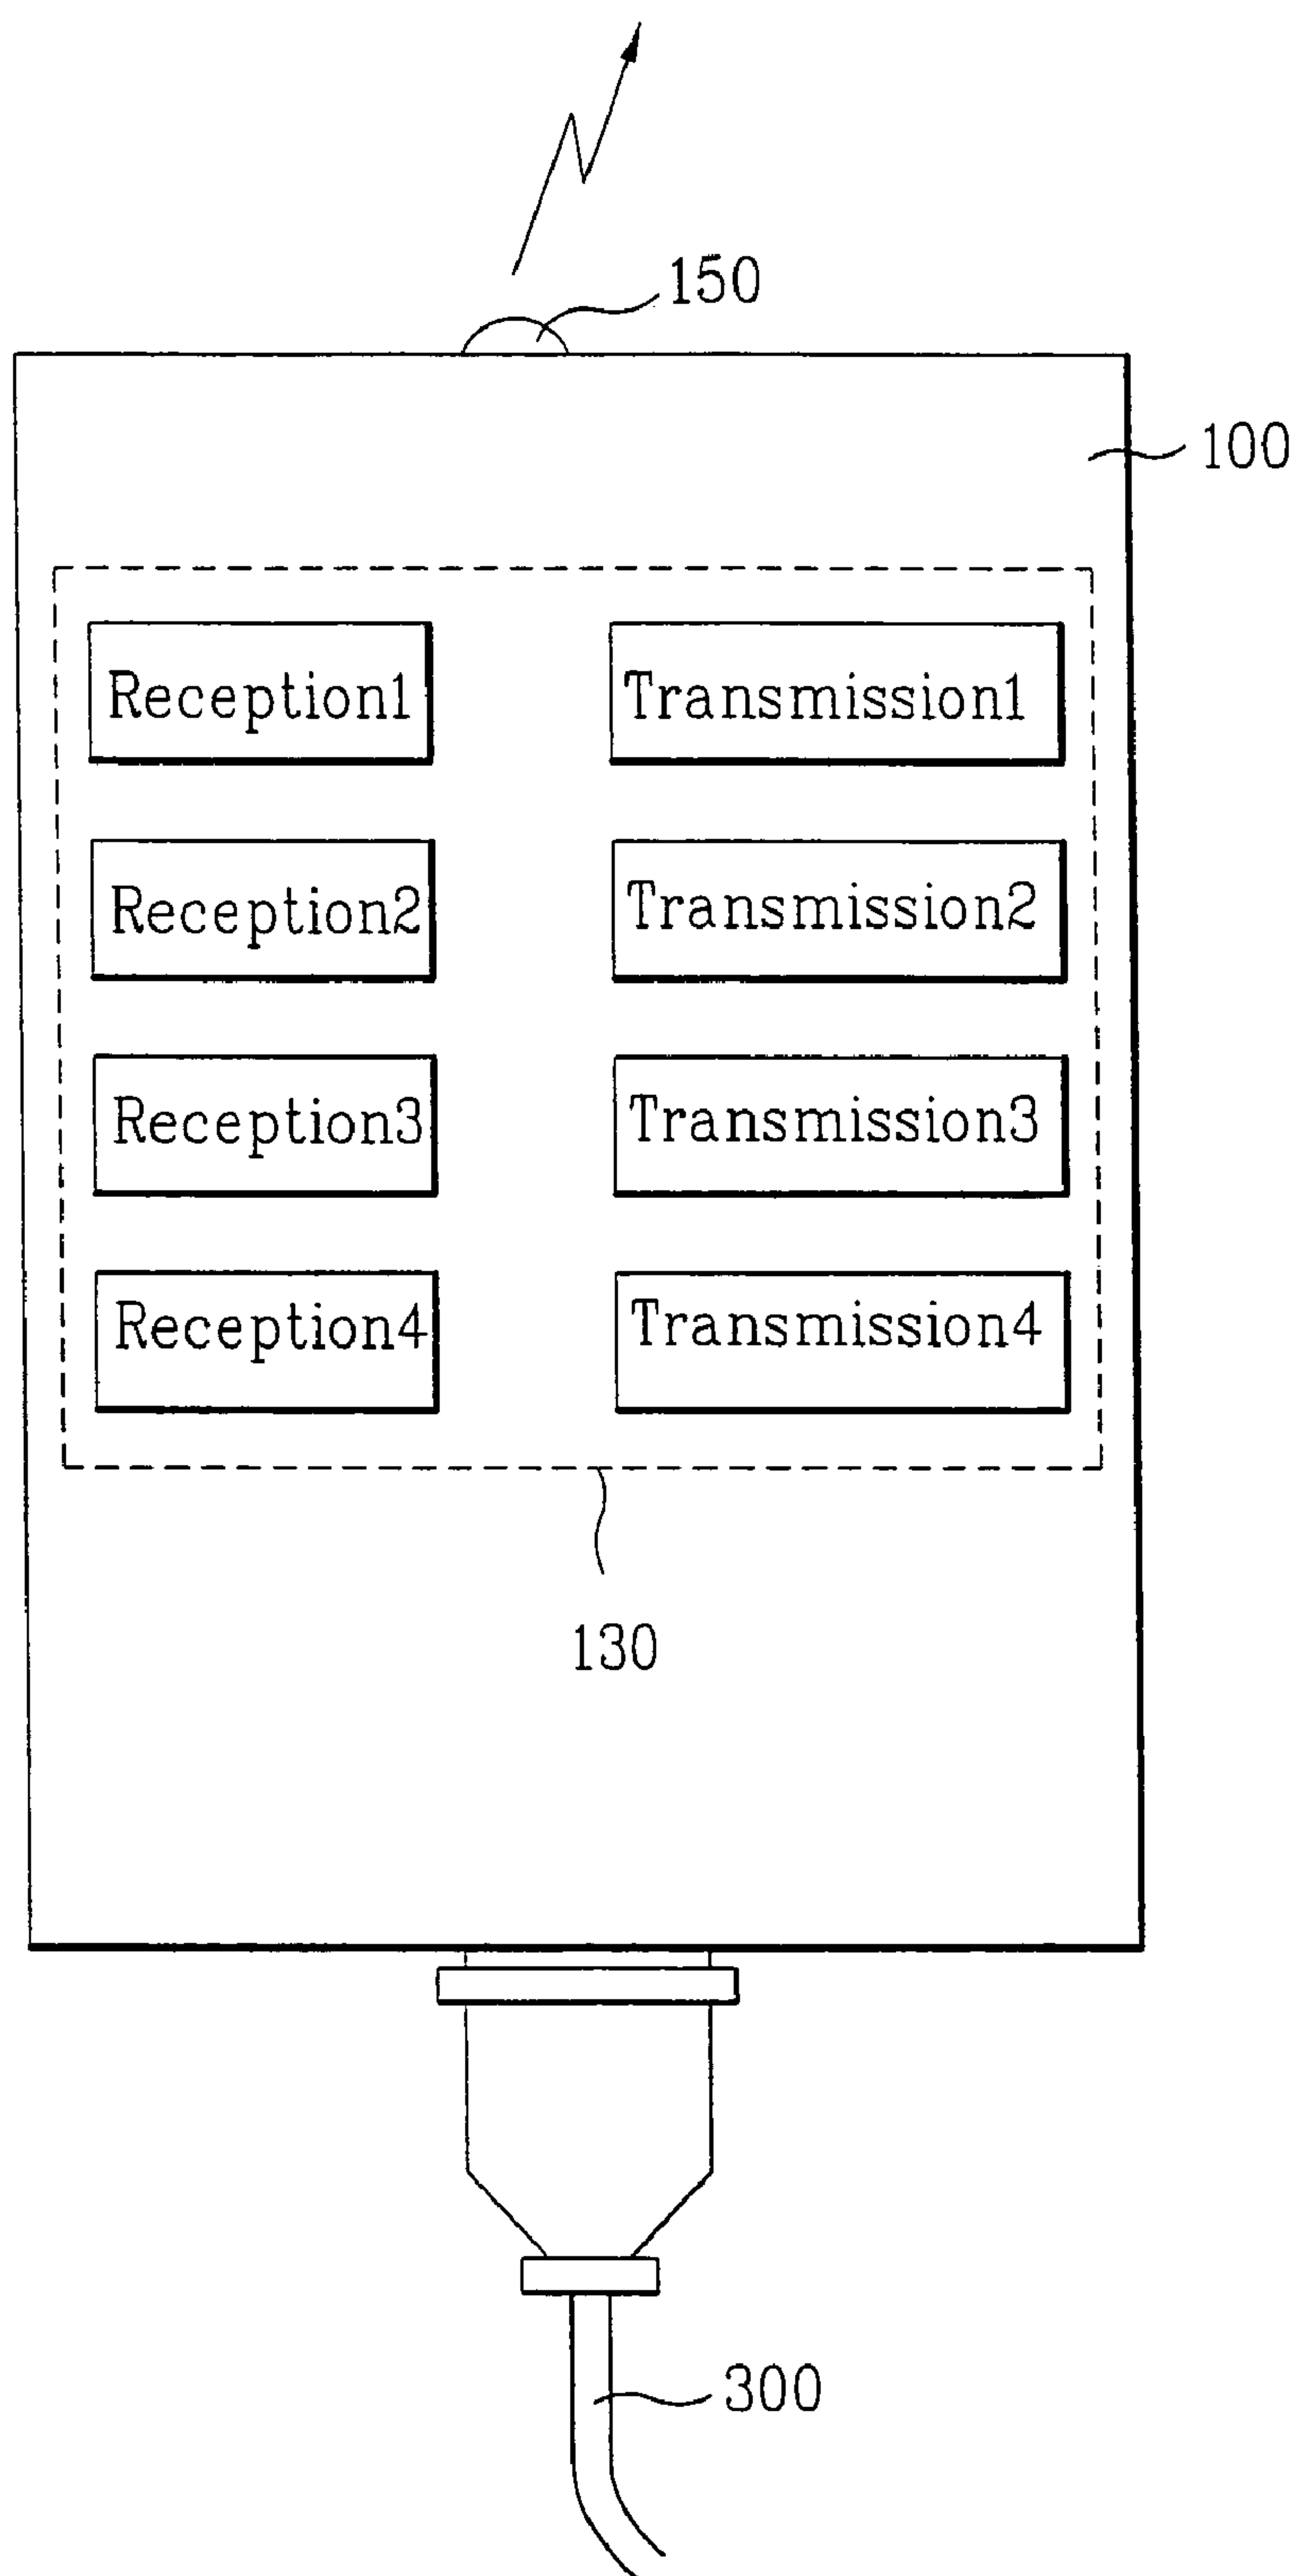 150
100
Reception1 Transmission1
Reception2 Transmission2
Reception3 Transmission3
Reception4 Transmission4
130
300